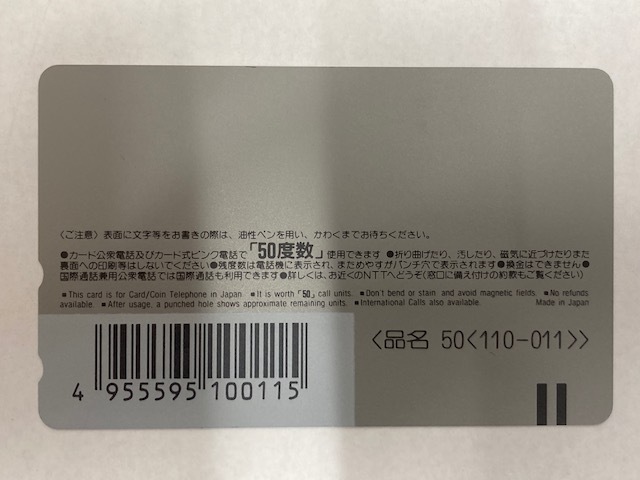 〈ご注意〉表面に文字等をお書きの際は、油性ペンを用い、かわくまでお待ちください。
●カード公衆電話及びカード式ピンク電話で「50度数」使用できます ●折り曲げたり、汚したり、磁気に近づけたりまた
裏面への印刷等はしないでください●残度数は電話機に表示され、まためやすがパンチ穴で表示されます ●換金はできません●
国際通話兼用公衆電話では国際通話も利用できます●詳しくは、お近くのNTTへどうぞ(窓口に備え付けの約款もご覧ください)
■This card is for Card/Coin Telephone in Japan. ■It is worth「50」call units. ■Don't bend or stain and avoid magnetic fields. ■No refunds
available. ■After usage, a punched hole shows approximate remaining units. ■International Calls also available. Made in Japan
〈品名 50〈110-011〉〉
4 955595 100115